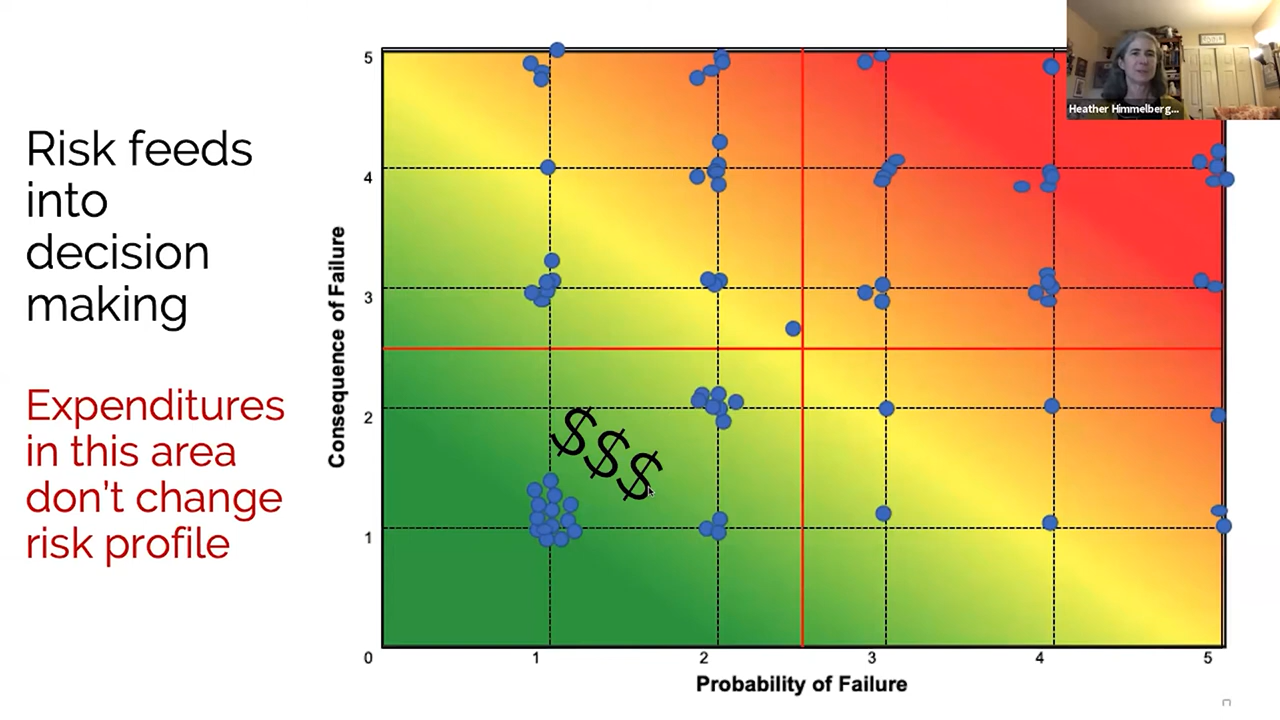 Risk feeds
into
decision
making
Expenditures
in this area
don't change
risk profile
Consequence of Failure
5
4
3
2
1
0
1
2
3
4
5
Probability of Failure
$$$
Heather Himmelberg...